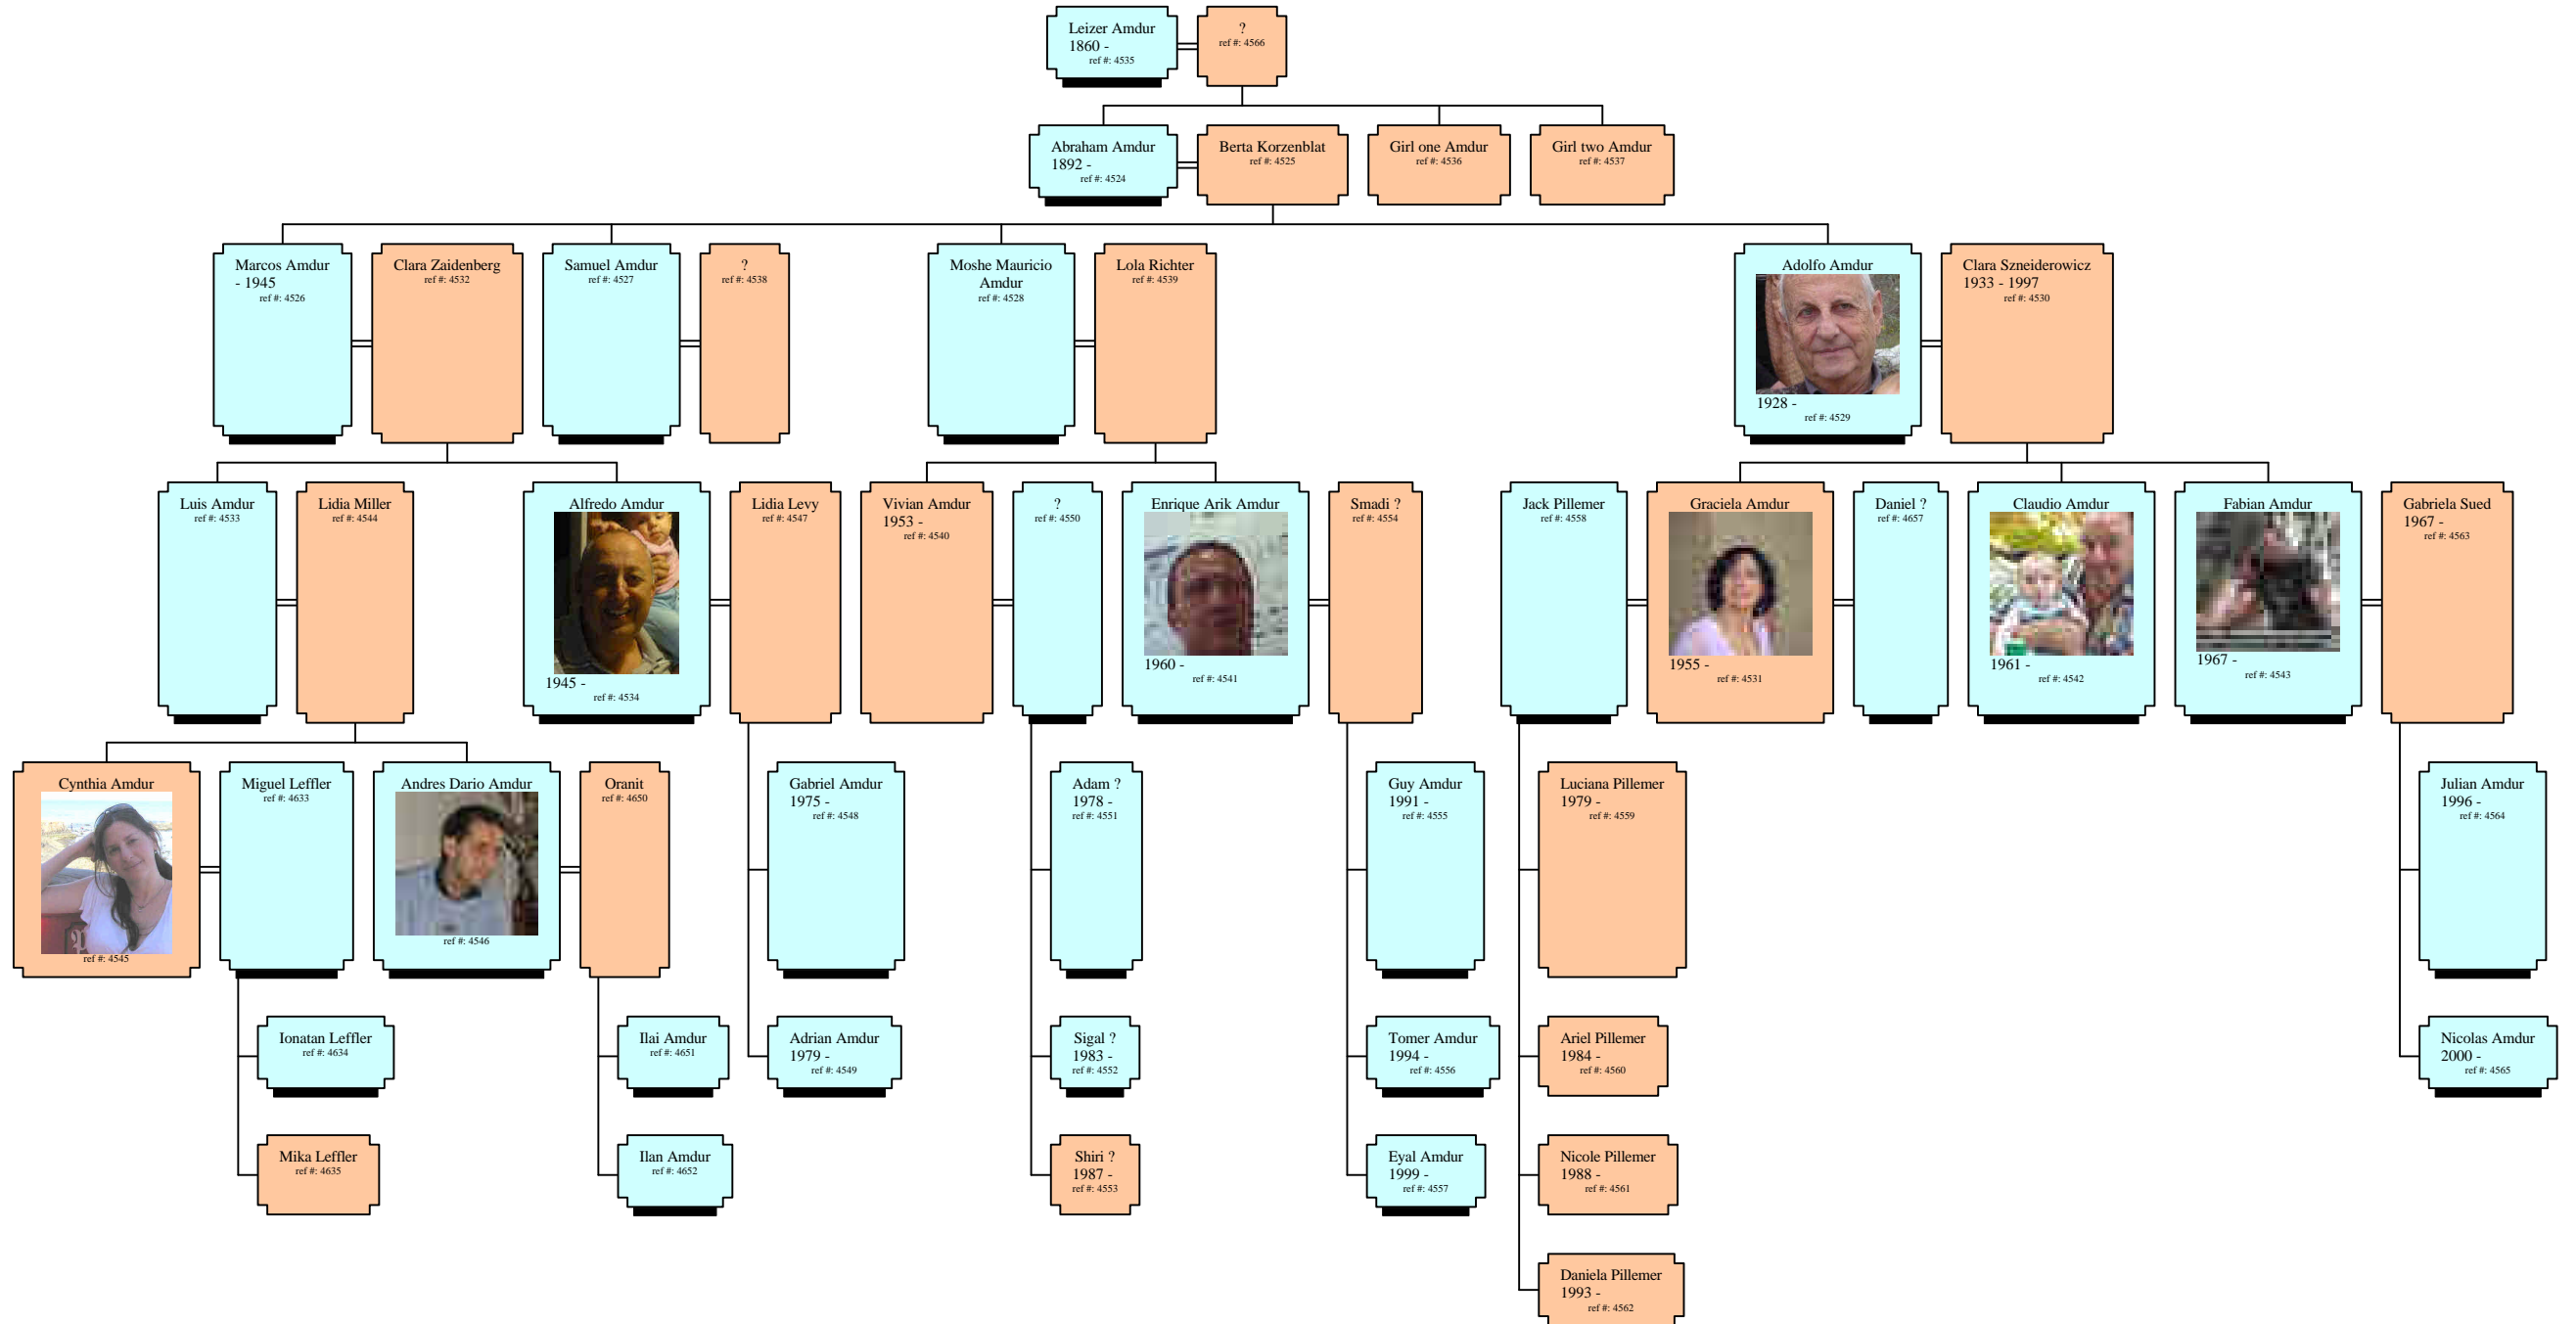 Leizer Amdur
1860 -
ref #: 4535
?
ref #: 4566
Abraham Amdur
1892 -
ref #: 4524
Berta Korzenblat
ref #: 4525
Girl one Amdur
ref #: 4536
Girl two Amdur
ref #: 4537
Marcos Amdur
- 1945
ref #: 4526
Clara Zaidenberg
ref #: 4532
Samuel Amdur
ref #: 4527
?
ref #: 4538
Moshe Mauricio
Amdur
ref #: 4528
Lola Richter
ref #: 4539
Adolfo Amdur
1928 -
ref #: 4529
Clara Szneiderowicz
1933 - 1997
ref #: 4530
Luis Amdur
ref #: 4533
Lidia Miller
ref #: 4544
Alfredo Amdur
1945 -
ref #: 4534
Lidia Levy
ref #: 4547
Vivian Amdur
1953 -
ref #: 4540
?
ref #: 4550
Enrique Arik Amdur
1960 -
ref #: 4541
Smadi ?
ref #: 4554
Jack Pillemer
ref #: 4558
Graciela Amdur
1955 -
ref #: 4531
Daniel ?
ref #: 4657
Claudio Amdur
1961 -
ref #: 4542
Fabian Amdur
1967 -
ref #: 4543
Gabriela Sued
1967 -
ref #: 4563
Cynthia Amdur
ref #: 4545
Miguel Leffler
ref #: 4633
Andres Dario Amdur
ref #: 4546
Oranit
ref #: 4650
Gabriel Amdur
1975 -
ref #: 4548
Adam ?
1978 -
ref #: 4551
Guy Amdur
1991 -
ref #: 4555
Luciana Pillemer
1979 -
ref #: 4559
Julian Amdur
1996 -
ref #: 4564
Ionatan Leffler
ref #: 4634
Ilai Amdur
ref #: 4651
Adrian Amdur
1979 -
ref #: 4549
Sigal ?
1983 -
ref #: 4552
Tomer Amdur
1994 -
ref #: 4556
Ariel Pillemer
1984 -
ref #: 4560
Nicolas Amdur
2000 -
ref #: 4565
Mika Leffler
ref #: 4635
Ilan Amdur
ref #: 4652
Shiri ?
1987 -
ref #: 4553
Eyal Amdur
1999 -
ref #: 4557
Nicole Pillemer
1988 -
ref #: 4561
Daniela Pillemer
1993 -
ref #: 4562